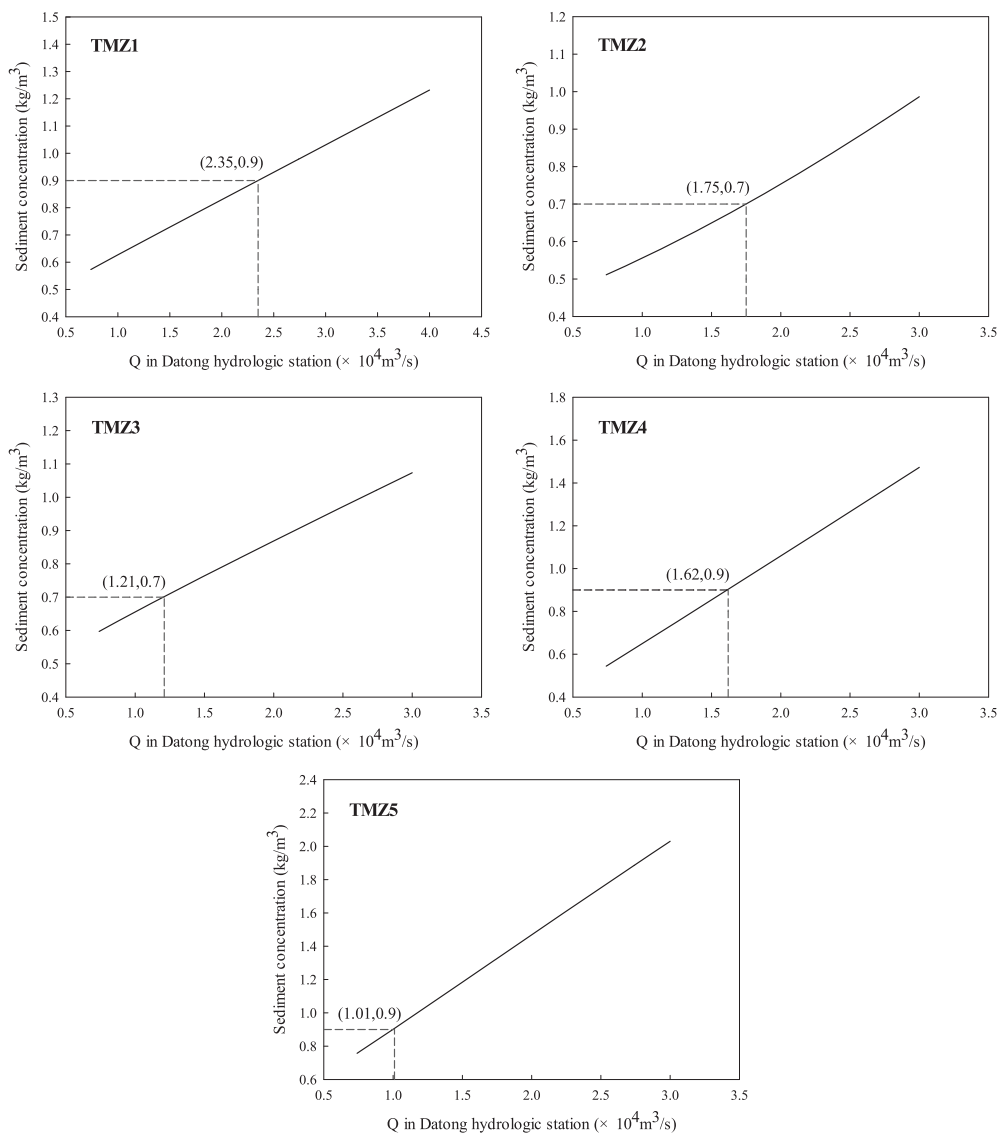 TMZ1
Sediment concentration (kg/m³)
1.5
1.4
1.3
1.2
1.1
1.0
0.9
0.8
0.7
0.6
0.5
0.4
(2.35,0.9)
0.5 1.0 1.5 2.0 2.5 3.0 3.5 4.0 4.5
Q in Datong hydrologic station (× 10⁴m³/s)
TMZ2
Sediment concentration (kg/m³)
1.2
1.1
1.0
0.9
0.8
0.7
0.6
0.5
0.4
(1.75,0.7)
0.5 1.0 1.5 2.0 2.5 3.0 3.5
Q in Datong hydrologic station (× 10⁴m³/s)
TMZ3
Sediment concentration (kg/m³)
1.3
1.2
1.1
1.0
0.9
0.8
0.7
0.6
0.5
0.4
(1.21,0.7)
0.5 1.0 1.5 2.0 2.5 3.0 3.5
Q in Datong hydrologic station (× 10⁴m³/s)
TMZ4
Sediment concentration (kg/m³)
1.8
1.6
1.4
1.2
1.0
0.8
0.6
0.4
(1.62,0.9)
0.5 1.0 1.5 2.0 2.5 3.0 3.5
Q in Datong hydrologic station (× 10⁴m³/s)
TMZ5
Sediment concentration (kg/m³)
2.4
2.2
2.0
1.8
1.6
1.4
1.2
1.0
0.8
0.6
(1.01,0.9)
0.5 1.0 1.5 2.0 2.5 3.0 3.5
Q in Datong hydrologic station (× 10⁴m³/s)